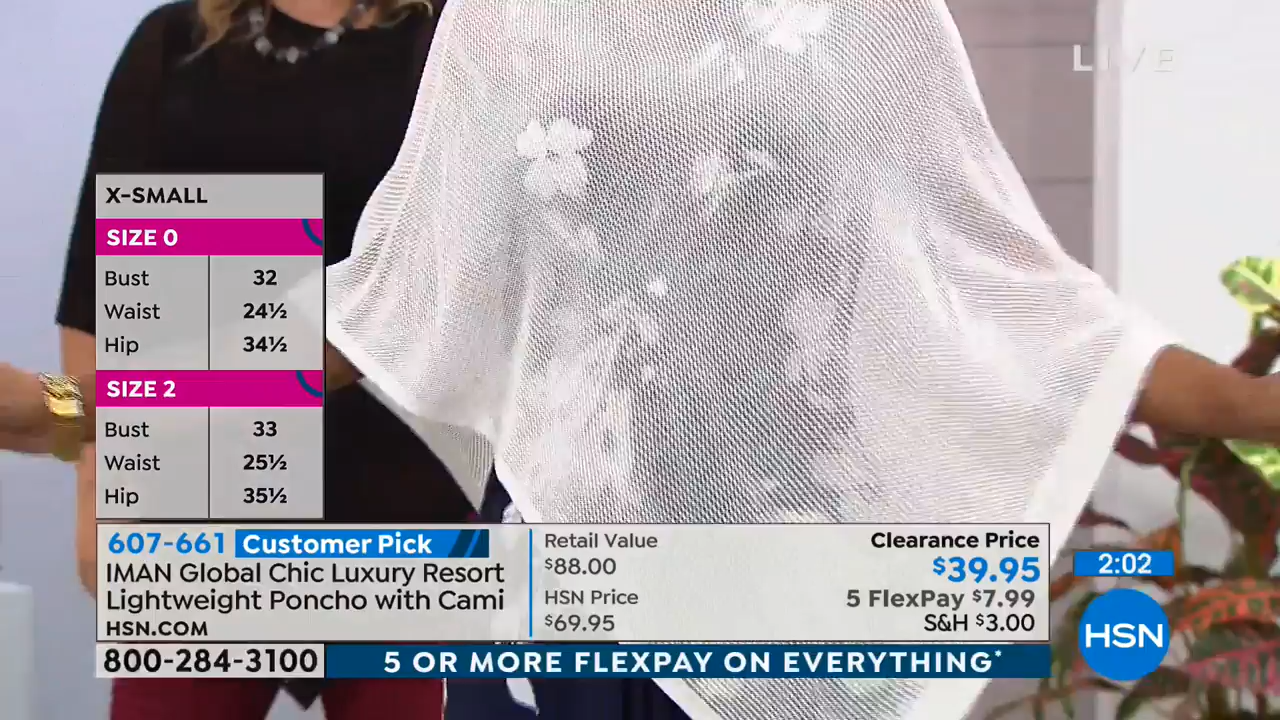 LIVE
X-SMALL
SIZE 0
Bust 32
Waist 24½
Hip 34½
SIZE 2
Bust 33
Waist 25½
Hip 35½
607-661 Customer Pick
IMAN Global Chic Luxury Resort
Lightweight Poncho with Cami
HSN.COM
Retail Value
$88.00
HSN Price
$69.95
Clearance Price
$39.95
5 FlexPay $7.99
S&H $3.00
2:02
HSN
800-284-3100
5 OR MORE FLEXPAY ON EVERYTHING*